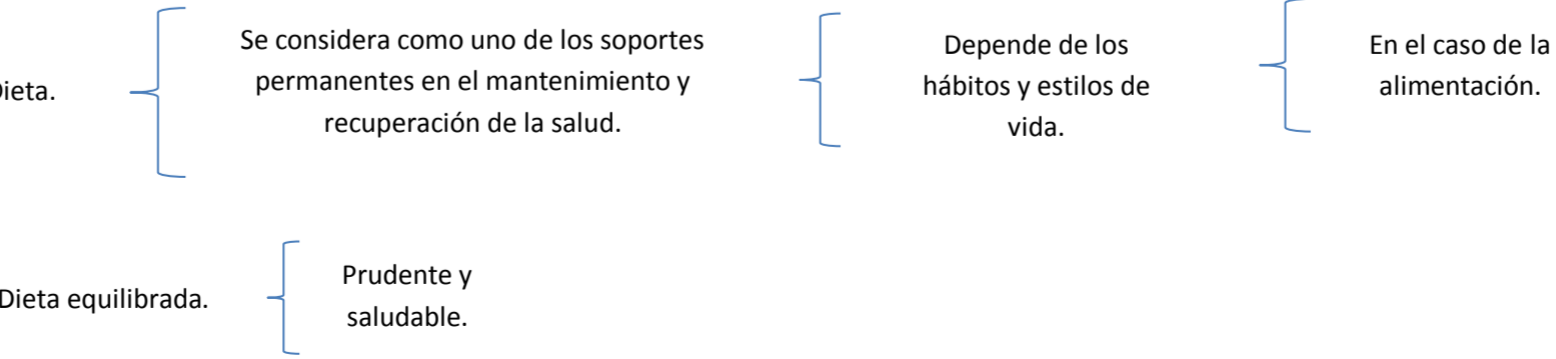 Dieta.
Se considera como uno de los soportes
permanentes en el mantenimiento y
recuperación de la salud.
Depende de los
hábitos y estilos de
vida.
En el caso de la
alimentación.
Dieta equilibrada.
Prudente y
saludable.